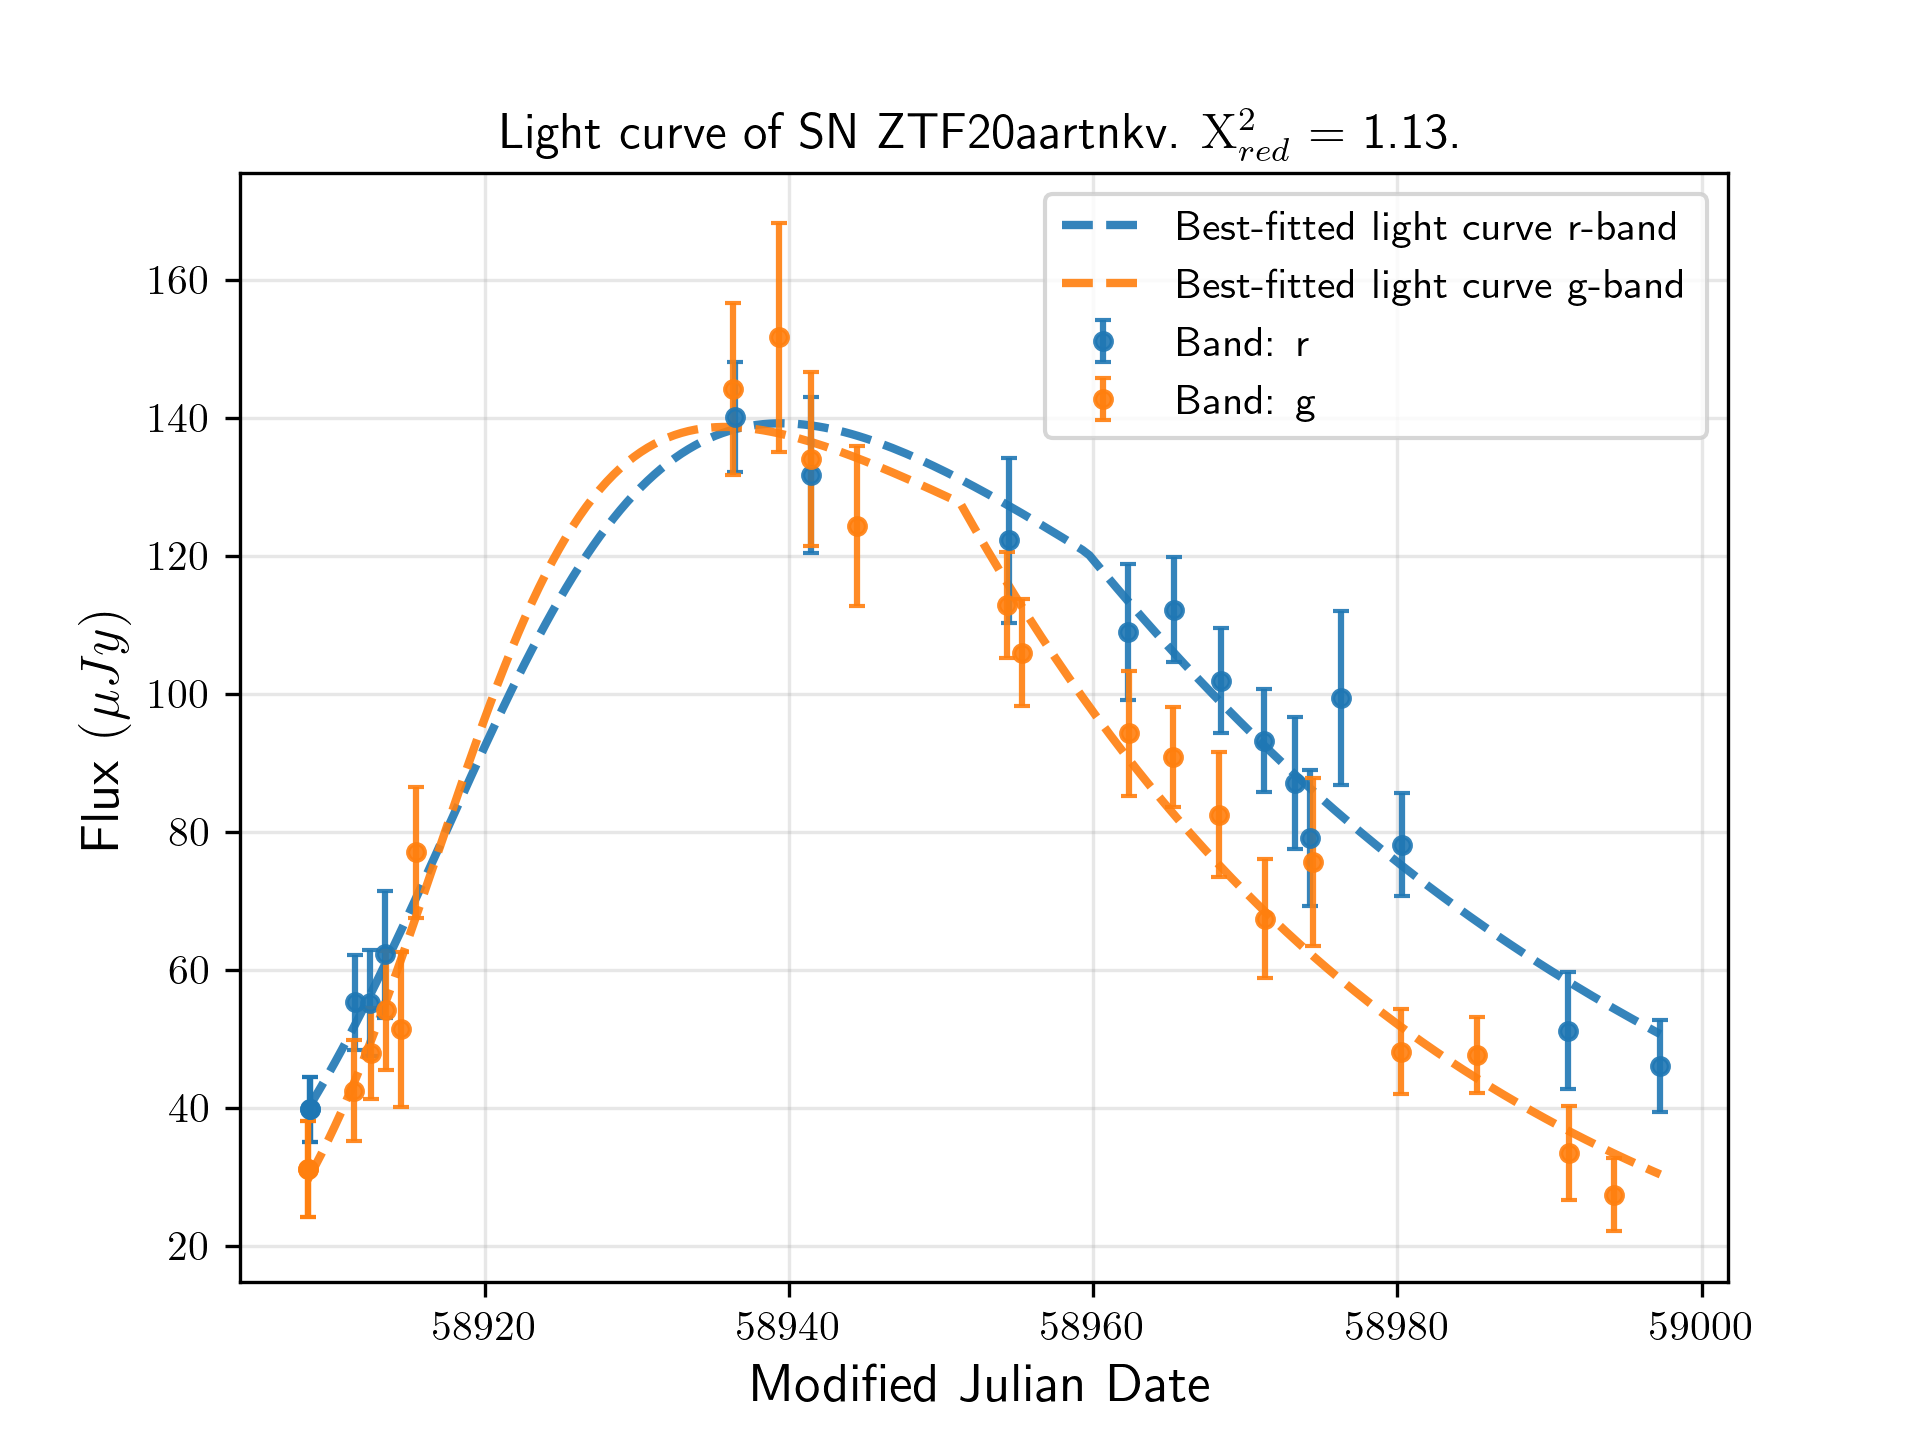 Light curve of SN ZTF20aartnkv. X²_red = 1.13.
Best-fitted light curve r-band
Best-fitted light curve g-band
Band: r
Band: g
160
140
120
100
80
60
40
20
Flux (μJy)
58920 58940 58960 58980 59000
Modified Julian Date